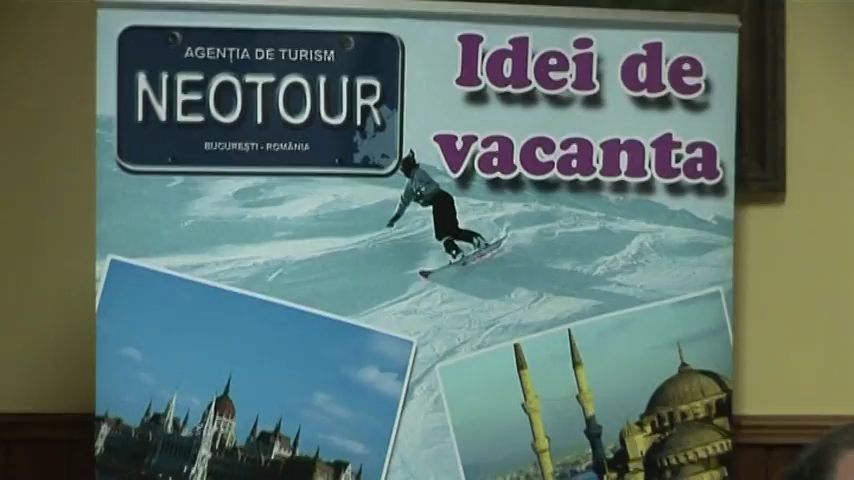 AGENȚIA DE TURISM
NEOTOUR
BUCUREȘTI - ROMÂNIA
Idei de
vacanta